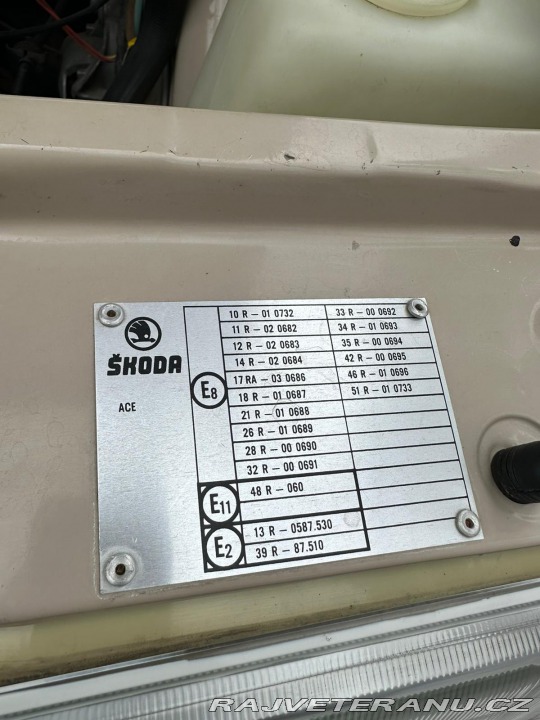 ŠKODA
ACE
E8
10 R – 01 0732
11 R – 02 0682
12 R – 02 0683
14 R – 02 0684
17 RA – 03 0686
18 R – 01 0687
21 R – 01 0688
26 R – 01 0689
28 R – 00 0690
32 R – 00 0691
33 R – 00 0692
34 R – 01 0693
35 R – 00 0694
42 R – 00 0695
46 R – 01 0696
51 R – 01 0733
E11
48 R – 060
E2
13 R – 0587.530
39 R – 87.510
RAJVETERANU.CZ